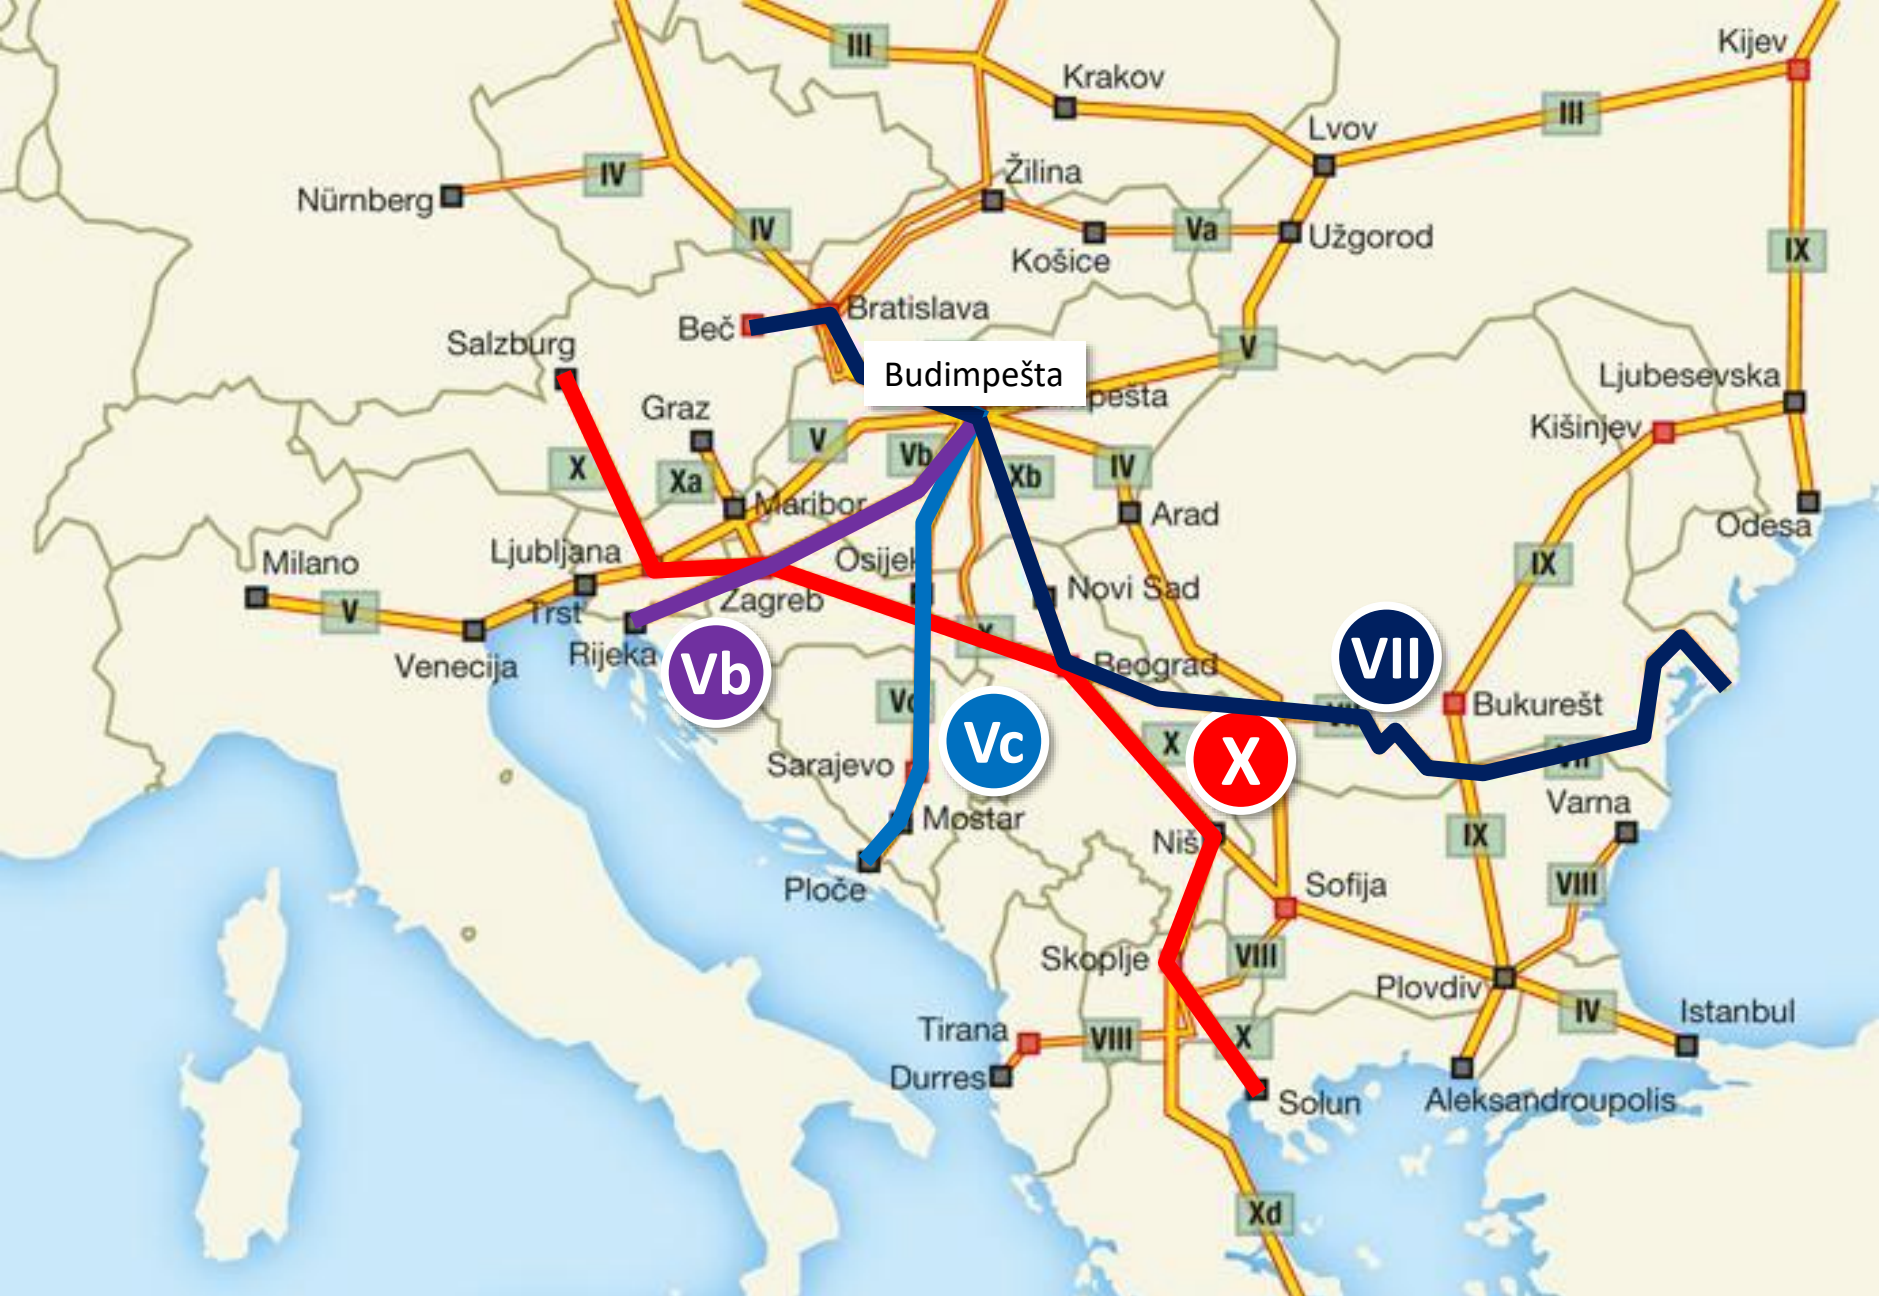 III
Kijev
Krakov
III
Lvov
IV
Žilina
Nürnberg
IV
Va
Užgorod
IX
Košice
Bratislava
Beč
Salzburg
V
Budimpešta
pešta
Ljubesevska
Graz
Kišinjev
V
Vb
X
Xa
Xb
IV
Maribor
Arad
Odesa
Ljubljana
Osijek
Milano
IX
Novi Sad
V
Trst
Zagreb
X
Rijeka
Venecija
Vb
Beograd
VII
Vc
Bukurešt
VII
Vc
X
X
VII
Sarajevo
Varna
Mostar
Niš
IX
Ploče
Sofija
VIII
Skoplje
VIII
Plovdiv
IV
Istanbul
Tirana
VIII
X
Durres
Solun
Aleksandroupolis
Xd